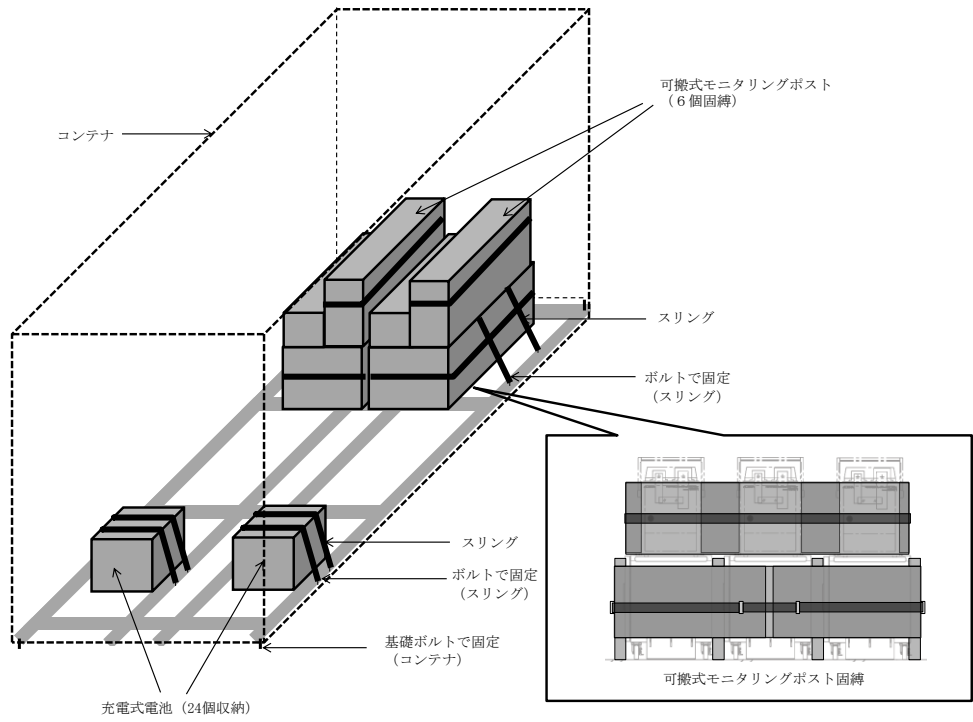 可搬式モニタリングポスト
（６個固縛）
コンテナ
スリング
ボルトで固定
（スリング）
スリング
ボルトで固定
（スリング）
基礎ボルトで固定
（コンテナ）
可搬式モニタリングポスト固縛
充電式電池（24個収納）